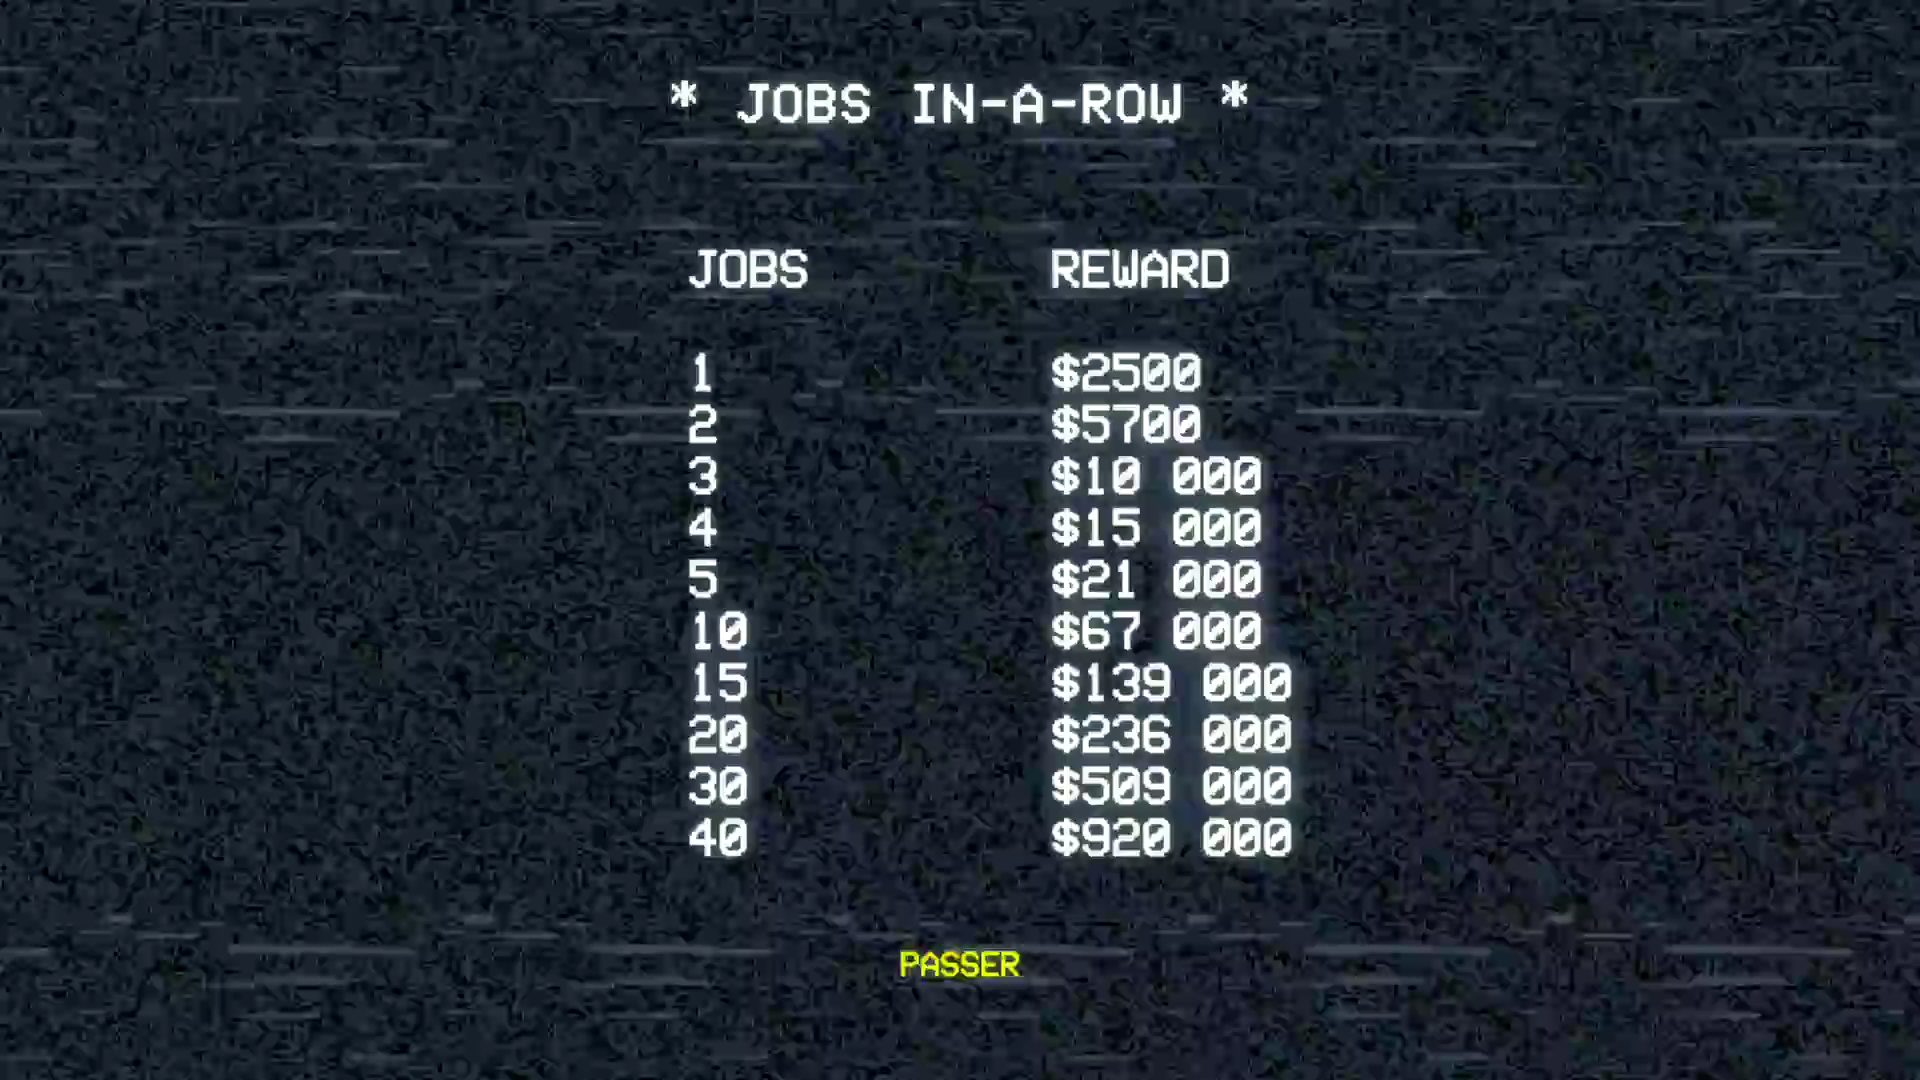 * JOBS IN-A-ROW *
JOBS REWARD
1 $2500
2 $5700
3 $10 000
4 $15 000
5 $21 000
10 $67 000
15 $139 000
20 $236 000
30 $509 000
40 $920 000
PASSER